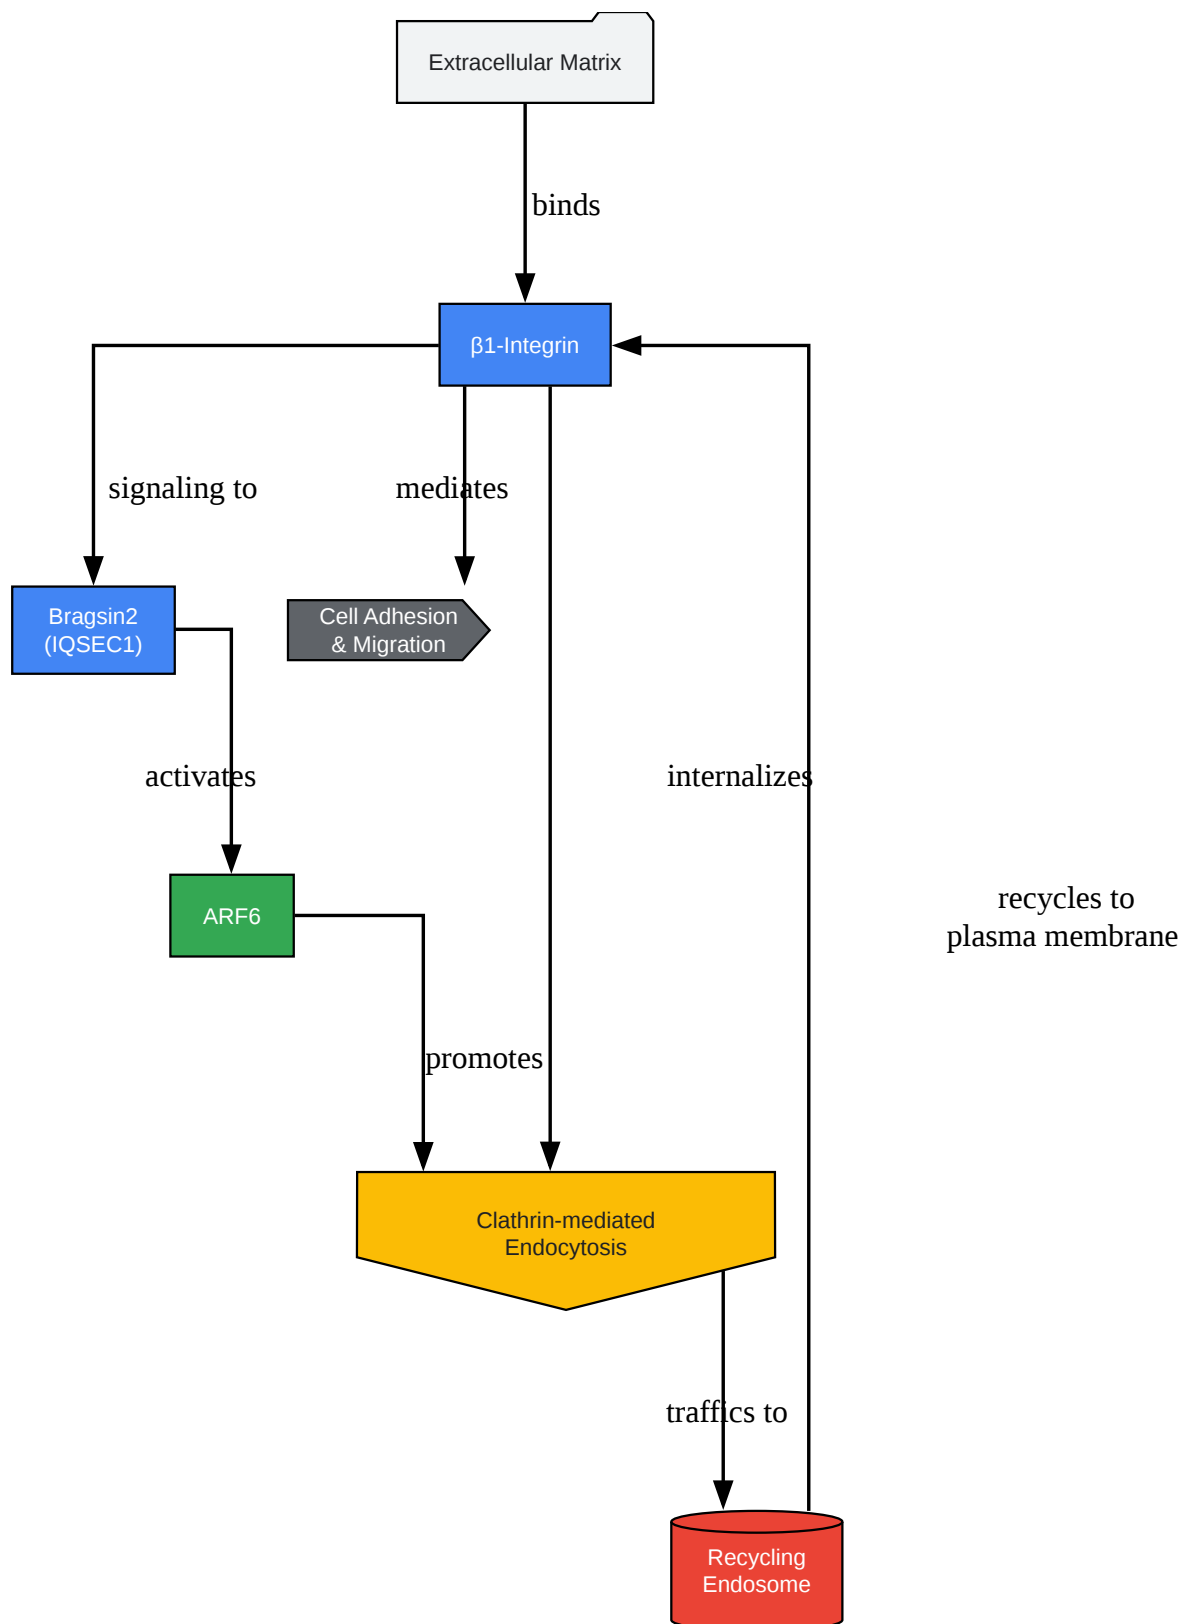 Extracellular Matrix
binds
β1-Integrin
signaling to
mediates
Bragsin2
(IQSEC1)
Cell Adhesion
& Migration
activates
internalizes
ARF6
recycles to
plasma membrane
promotes
Clathrin-mediated
Endocytosis
traffics to
Recycling
Endosome